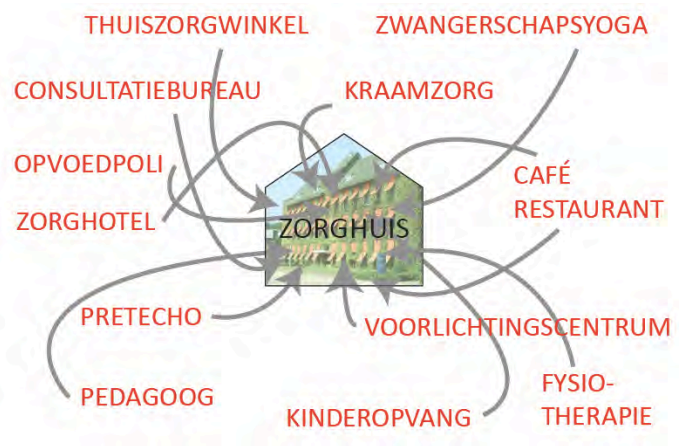 THUISZORGWINKEL
ZWANGERSCHAPSYOGA
CONSULTATIEBUREAU
KRAAMZORG
OPVOEDPOLI
CAFÉ
RESTAURANT
ZORGHOTEL
ZORGHUIS
PRETECHO
VOORLICHTINGSCENTRUM
PEDAGOOG
KINDEROPVANG
FYSIO-
THERAPIE